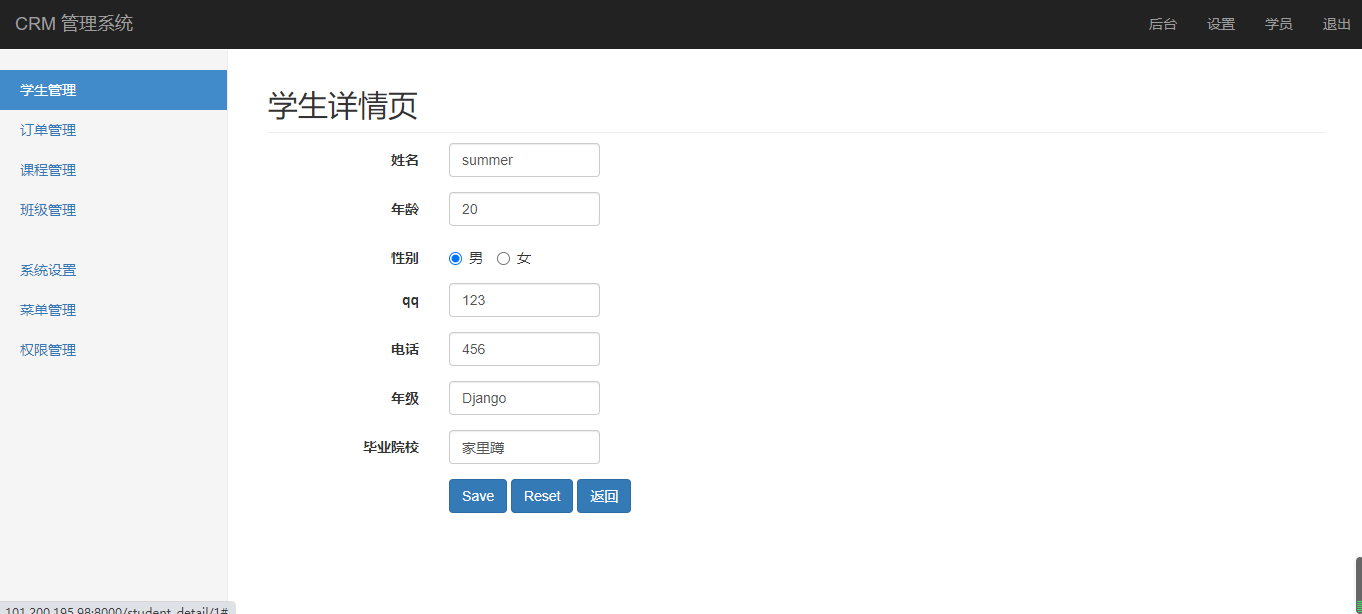 CRM 管理系统 后台 设置 学员 退出
学生管理
订单管理
课程管理
班级管理
系统设置
菜单管理
权限管理
学生详情页
姓名 summer
年龄 20
性别 男 女
qq 123
电话 456
年级 Django
毕业院校 家里蹲
Save Reset 返回
101.200.195.98:8000/student_detail/1#